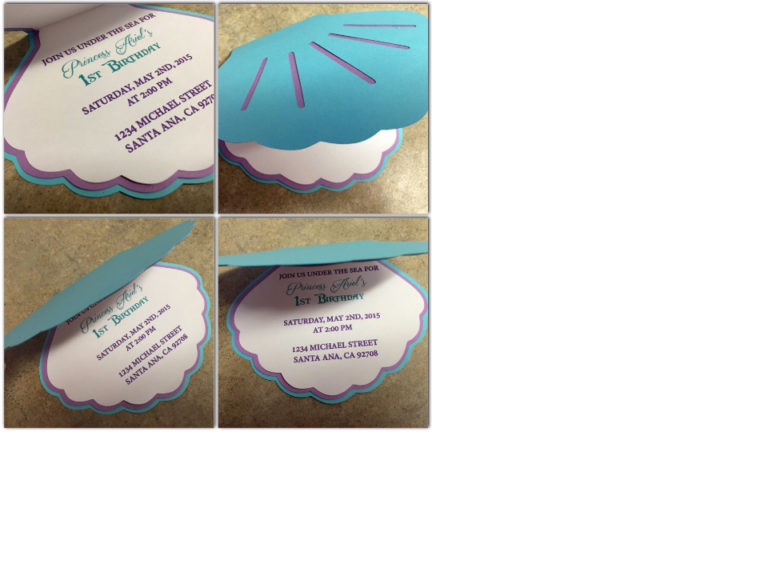 JOIN US UNDER THE SEA FOR
Princess Ariel's
1ST BIRTHDAY
SATURDAY, MAY 2ND, 2015
AT 2:00 PM
1234 MICHAEL STREET
SANTA ANA, CA 9270
JOIN US UNDER THE SEA FOR
Princess Ariel's
1ST BIRTHDAY
SATURDAY, MAY 2ND, 2015
AT 2:00 PM
1234 MICHAEL STREET
SANTA ANA, CA 92708
JOIN US UNDER THE SEA FOR
Princess Ariel's
1ST BIRTHDAY
SATURDAY, MAY 2ND, 2015
AT 2:00 PM
1234 MICHAEL STREET
SANTA ANA, CA 92708